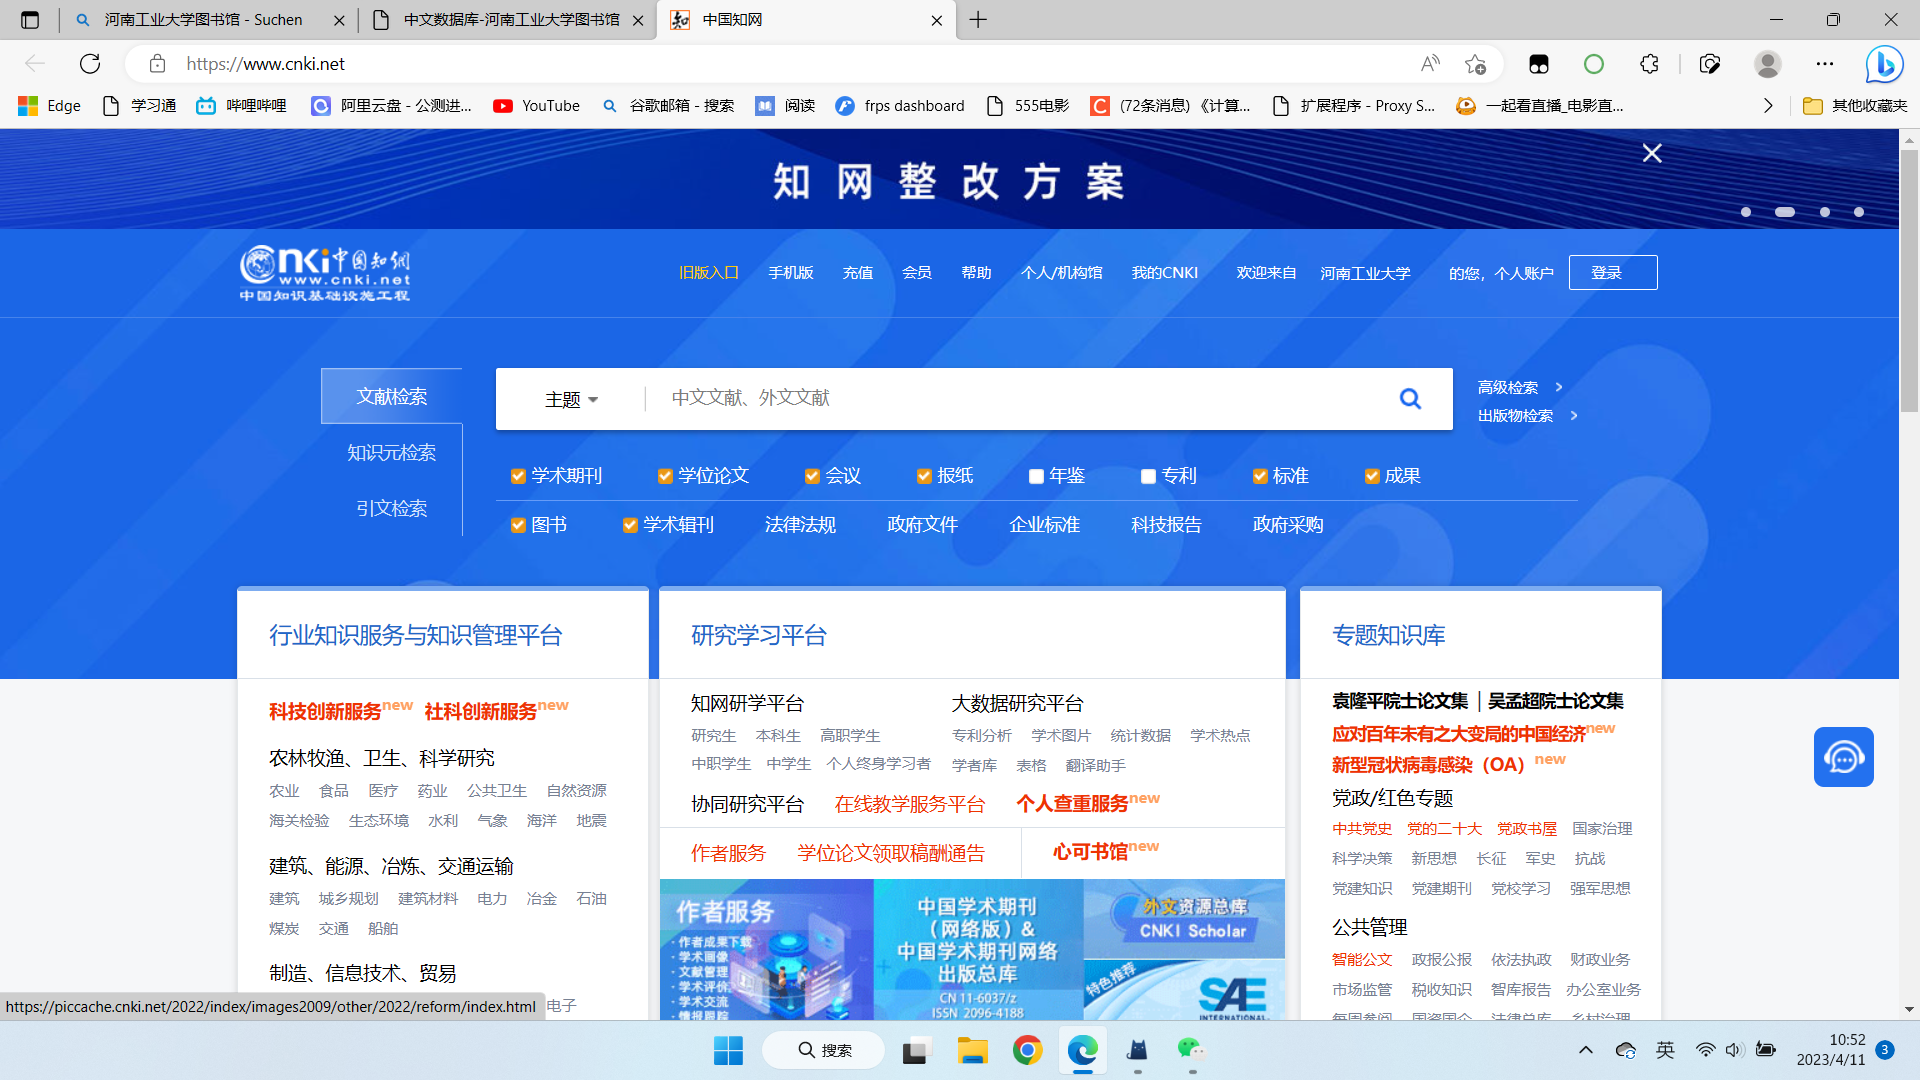 河南工业大学图书馆 - Suchen
中文数据库-河南工业大学图书馆
中国知网
https://www.cnki.net
Edge
学习通
哔哩哔哩
阿里云盘 - 公测进...
YouTube
谷歌邮箱 - 搜索
阅读
frps dashboard
555电影
(72条消息) 《计算...
扩展程序 - Proxy S...
一起看直播_电影直...
其他收藏夹
知网整改方案
cnki中国知网
www.cnki.net
中国知识基础设施工程
旧版入口
手机版
充值
会员
帮助
个人/机构馆
我的CNKI
欢迎来自
河南工业大学
的您，个人账户
登录
文献检索
知识元检索
引文检索
主题
中文文献、外文文献
高级检索
出版物检索
学术期刊
学位论文
会议
报纸
年鉴
专利
标准
成果
图书
学术辑刊
法律法规
政府文件
企业标准
科技报告
政府采购
行业知识服务与知识管理平台
科技创新服务new 社科创新服务new
农林牧渔、卫生、科学研究
农业 食品 医疗 药业 公共卫生 自然资源
海关检验 生态环境 水利 气象 海洋 地震
建筑、能源、冶炼、交通运输
建筑 城乡规划 建筑材料 电力 冶金 石油
煤炭 交通 船舶
制造、信息技术、贸易
电子
研究学习平台
知网研学平台
研究生 本科生 高职学生
中职学生 中学生 个人终身学习者
大数据研究平台
专利分析 学术图片 统计数据 学术热点
学者库 表格 翻译助手
协同研究平台 在线教学服务平台 个人查重服务new
作者服务 学位论文领取稿酬通告 心可书馆new
作者服务
· 作者成果下载
· 学术画像
· 文献管理
· 学术评价
· 学术交流
· 情报跟踪
中国学术期刊
（网络版）&
中国学术期刊网络
出版总库
CN 11-6037/z
ISSN 2096-4188
外文资源总库
CNKI Scholar
特色推荐
SAE
INTERNATIONAL
专题知识库
袁隆平院士论文集 | 吴孟超院士论文集
应对百年未有之大变局的中国经济new
新型冠状病毒感染（OA）new
党政/红色专题
中共党史 党的二十大 党政书屋 国家治理
科学决策 新思想 长征 军史 抗战
党建知识 党建期刊 党校学习 强军思想
公共管理
智能公文 政报公报 依法执政 财政业务
市场监管 税收知识 智库报告 办公室业务
每周参阅 国资国企 法律总库 乡村治理
https://piccache.cnki.net/2022/index/images2009/other/2022/reform/index.html
搜索
英
10:52
2023/4/11
3